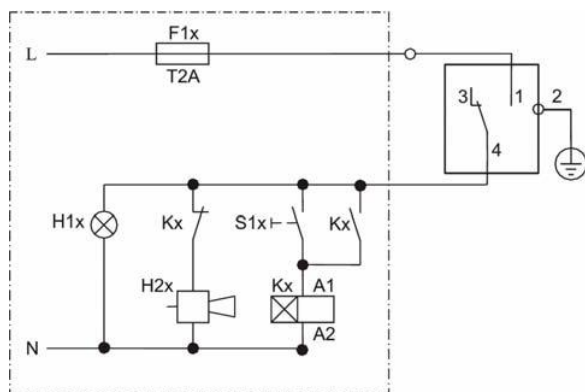 F1x
L
T2A
3 1 2
4
H1x Kx S1x Kx
H2x Kx A1
A2
N